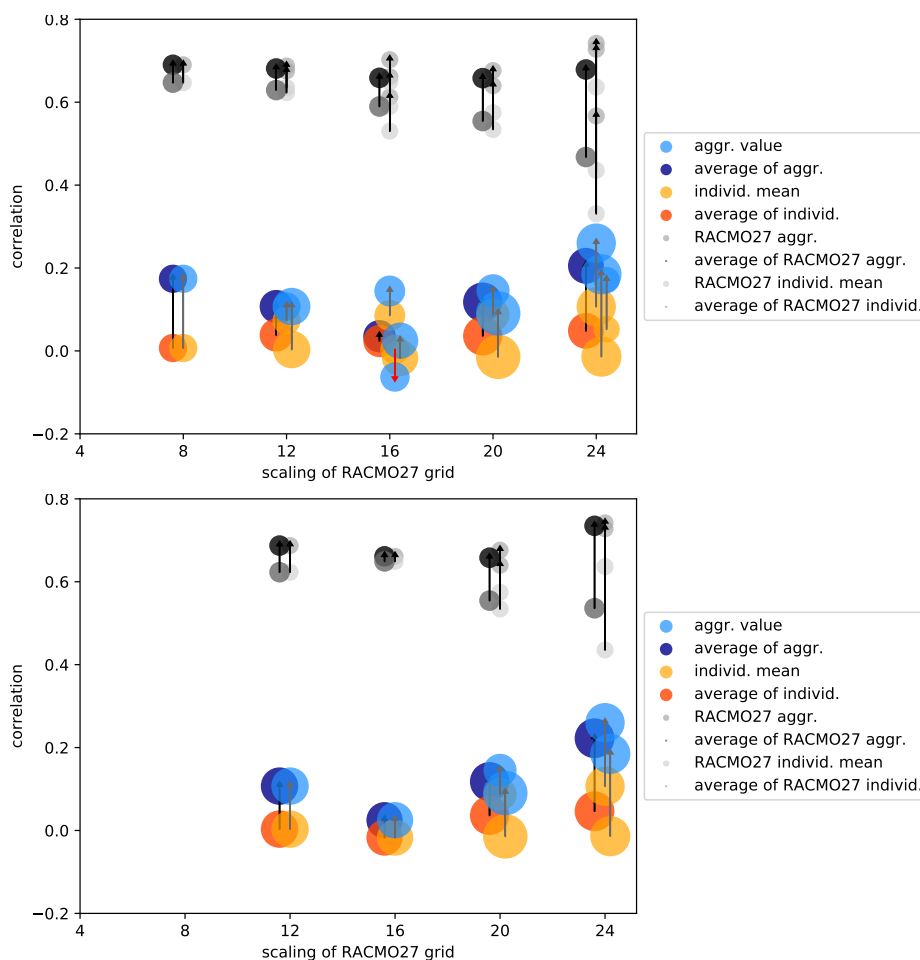 0.8
0.6
0.4
0.2
0.0
−0.2
correlation
4
8
12
16
20
24
scaling of RACMO27 grid
aggr. value
average of aggr.
individ. mean
average of individ.
RACMO27 aggr.
average of RACMO27 aggr.
RACMO27 individ. mean
average of RACMO27 individ.
0.8
0.6
0.4
0.2
0.0
−0.2
correlation
4
8
12
16
20
24
scaling of RACMO27 grid
aggr. value
average of aggr.
individ. mean
average of individ.
RACMO27 aggr.
average of RACMO27 aggr.
RACMO27 individ. mean
average of RACMO27 individ.